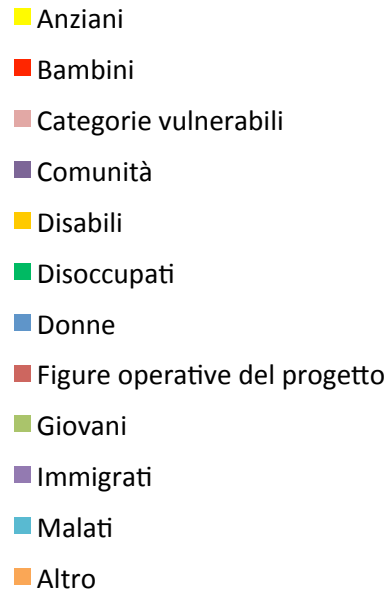 Anziani
Bambini
Categorie vulnerabili
Comunità
Disabili
Disoccupati
Donne
Figure operative del progetto
Giovani
Immigrati
Malati
Altro